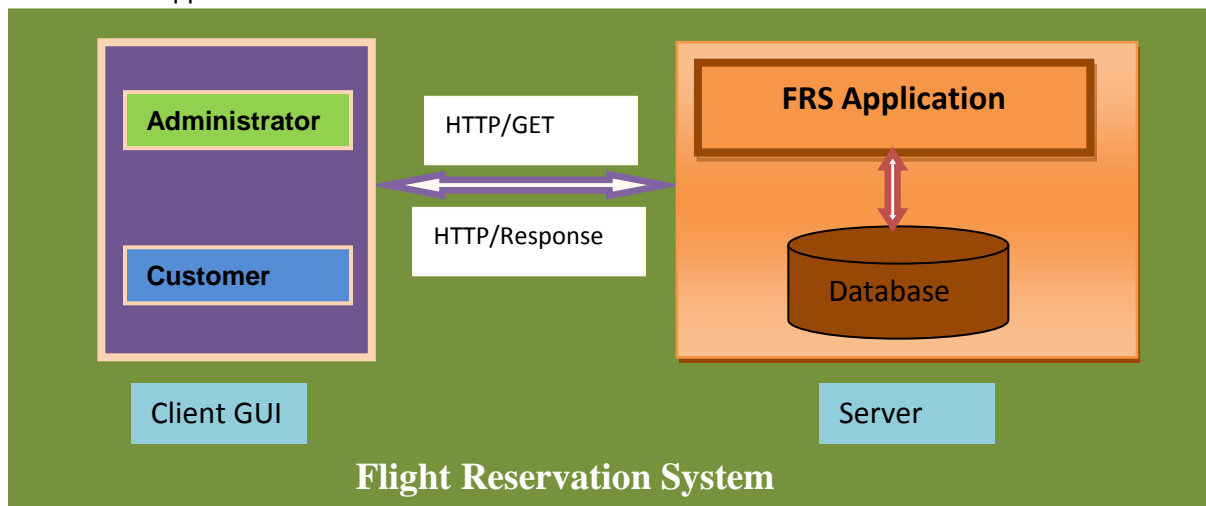 Administrator
Customer
HTTP/GET
HTTP/Response
FRS Application
Database
Client GUI
Server
Flight Reservation System